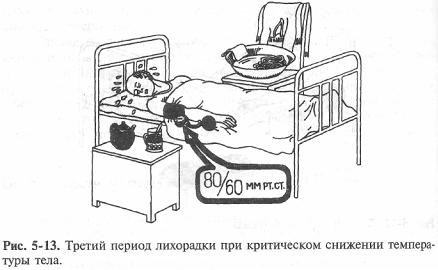 80/60 ММ РТ.СТ.
Рис. 5-13. Третий период лихорадки при критическом снижении темпера-
туры тела.